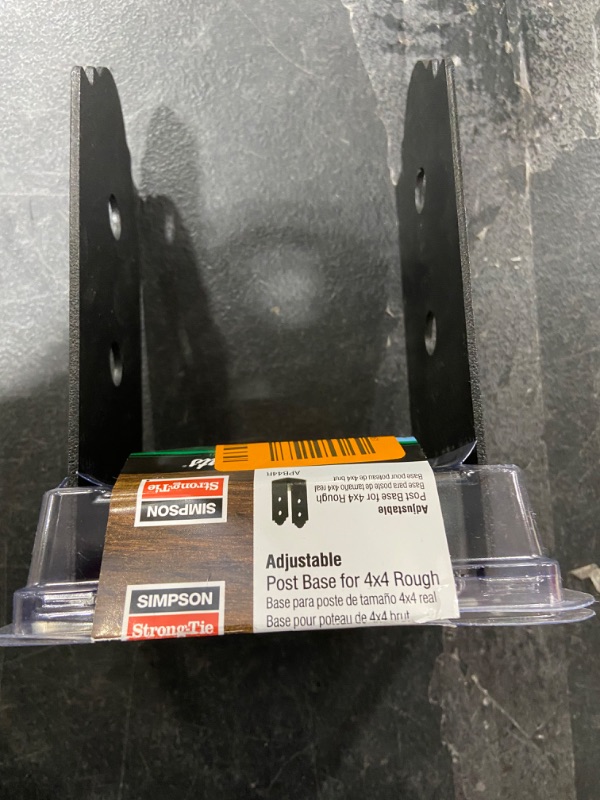 nts
APB44R
Adjustable
Post Base for 4x4 Rough
Base para poste de tamaño 4x4 real
Base pour poteau de 4x4 brut
SIMPSON
Strong-Tie
Adjustable
Post Base for 4x4 Rough
Base para poste de tamaño 4x4 real
Base pour poteau de 4x4 brut
SIMPSON
Strong-Tie